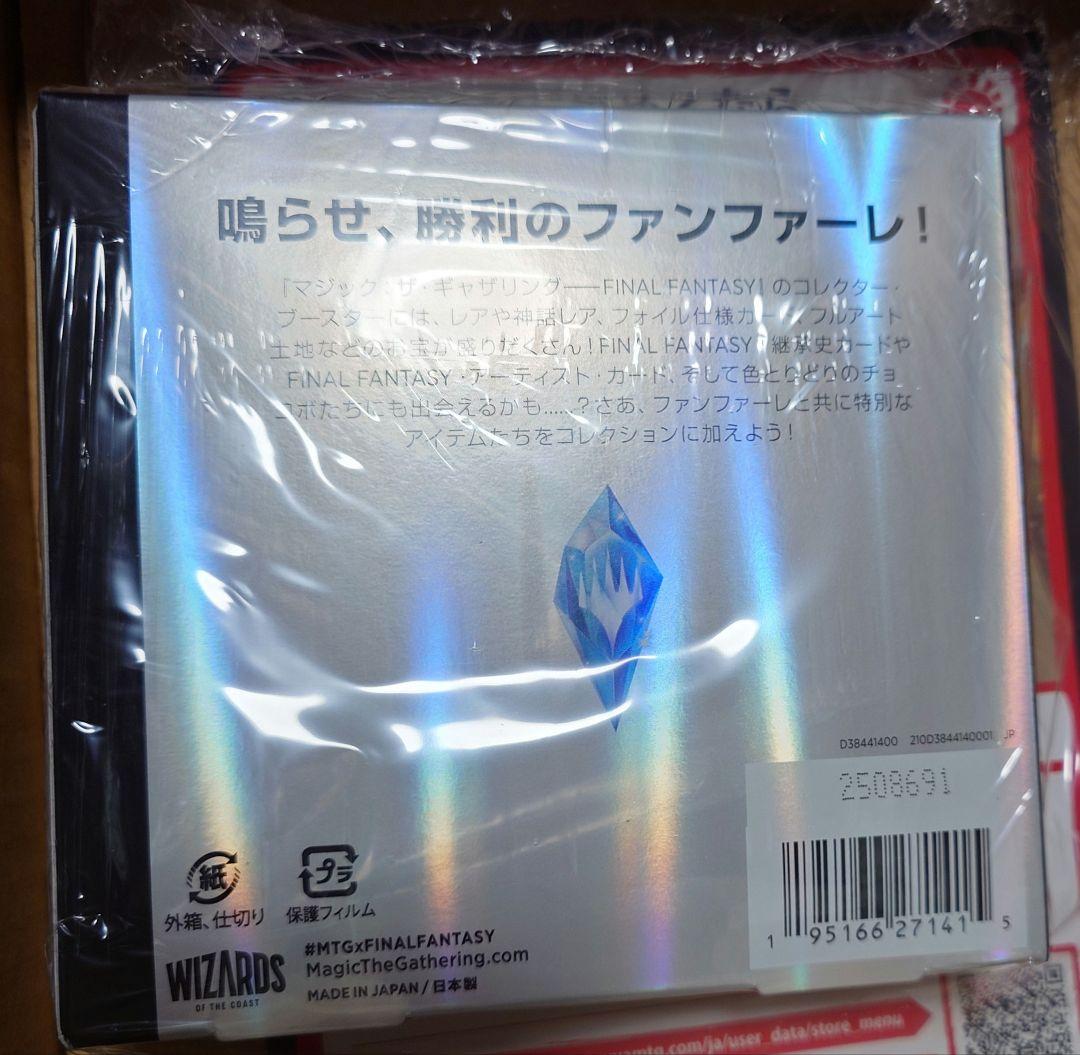 鳴らせ、勝利のファンファーレ！
『マジック：ザ・ギャザリング——FINAL FANTASY』のコレクター・
ブースターには、レアや神話レア、フォイル仕様カード、フルアート
土地などのお宝が盛りだくさん！FINAL FANTASY・継承史カードや
FINAL FANTASY・アーティスト・カード、そして色とりどりのチョ
コボたちにも出会えるかも……？さあ、ファンファーレと共に特別な
アイテムたちをコレクションに加えよう！
D38441400 210D3844140001 JP
2508691
1 95166 27141 5
紙
外箱、仕切り
プラ
保護フィルム
WIZARDS
OF THE COAST
#MTGxFINALFANTASY
MagicTheGathering.com
MADE IN JAPAN / 日本製
mtg.com/ja/user_data/store_menu